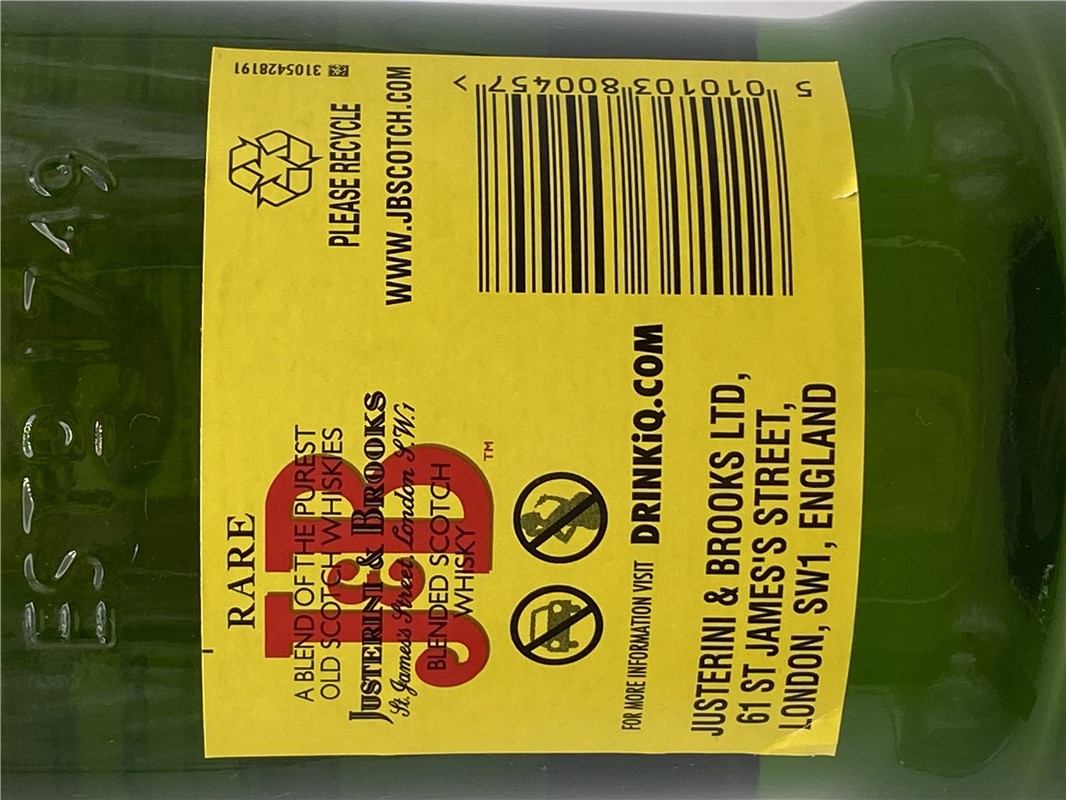 EST'D 1749
RARE
J&B
A BLEND OF THE PUREST
OLD SCOTCH WHISKIES
JUSTERINI & BROOKS
St. James's Street London S.W.1
BLENDED SCOTCH
WHISKY
TM
FOR MORE INFORMATION VISIT DRINKiQ.COM
JUSTERINI & BROOKS LTD,
61 ST JAMES'S STREET,
LONDON, SW1, ENGLAND
3105428191
PLEASE RECYCLE
WWW.JBSCOTCH.COM
5 010103 800457 >